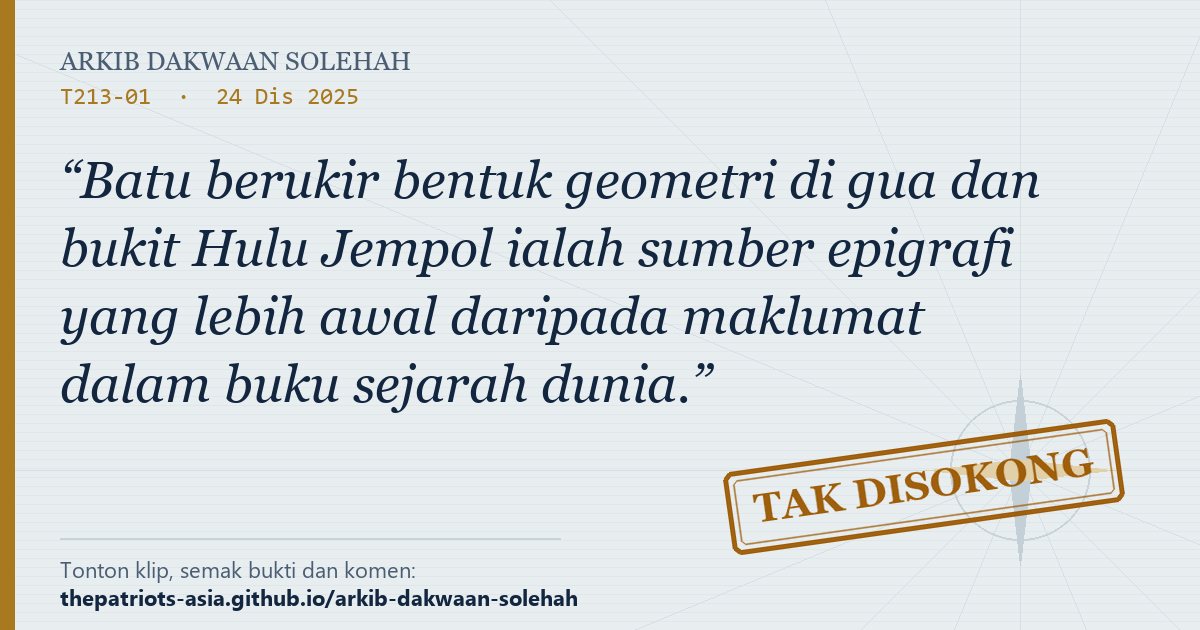 ARKIB DAKWAAN SOLEHAH
T213-01 · 24 Dis 2025
“Batu berukir bentuk geometri di gua dan
bukit Hulu Jempol ialah sumber epigrafi
yang lebih awal daripada maklumat
dalam buku sejarah dunia.”
TAK DISOKONG
Tonton klip, semak bukti dan komen:
thepatriots-asia.github.io/arkib-dakwaan-solehah